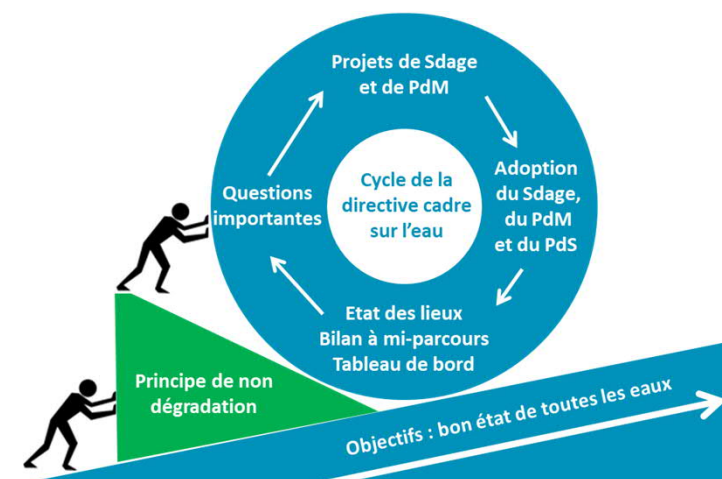 Projets de Sdage
et de PdM
Adoption
du Sdage,
du PdM
et du PdS
Etat des lieux
Bilan à mi-parcours
Tableau de bord
Questions
importantes
Cycle de la
directive cadre
sur l'eau
Principe de non
dégradation
Objectifs : bon état de toutes les eaux